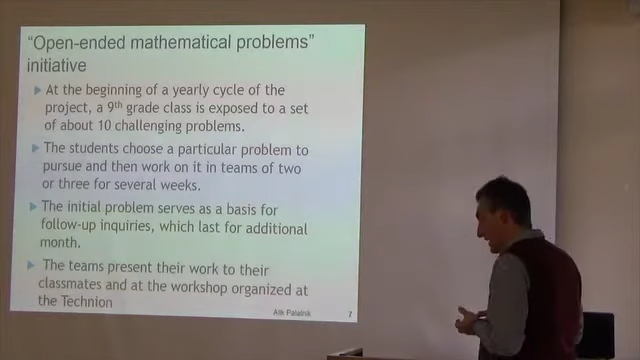 “Open-ended mathematical problems”
initiative
At the beginning of a yearly cycle of the
project, a 9th grade class is exposed to a set
of about 10 challenging problems.
The students choose a particular problem to
pursue and then work on it in teams of two
or three for several weeks.
The initial problem serves as a basis for
follow-up inquiries, which last for additional
month.
The teams present their work to their
classmates and at the workshop organized at
the Technion
Alik Palatnik 7